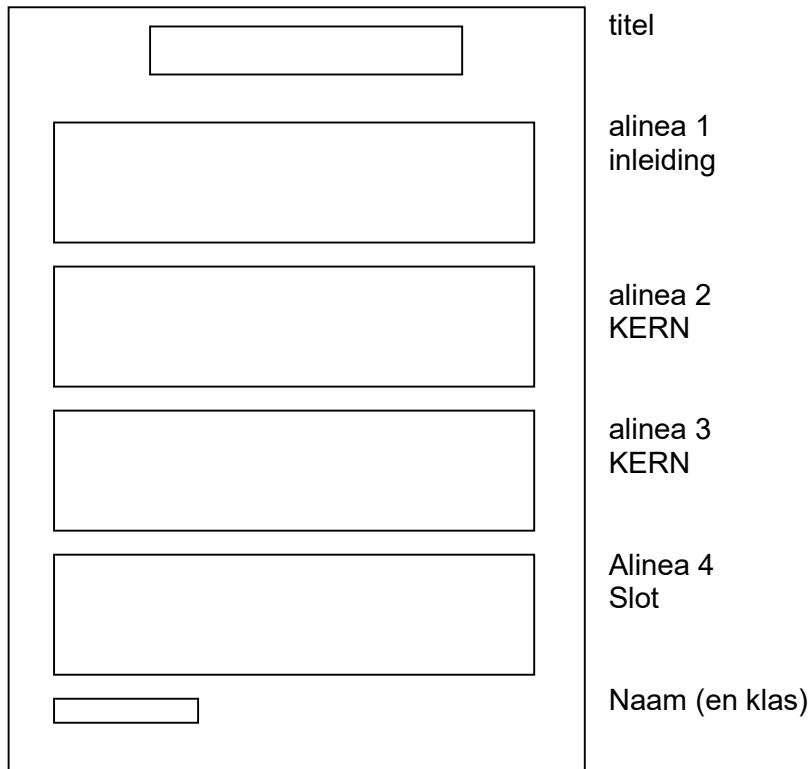 titel
alinea 1
inleiding
alinea 2
KERN
alinea 3
KERN
Alinea 4
Slot
Naam (en klas)